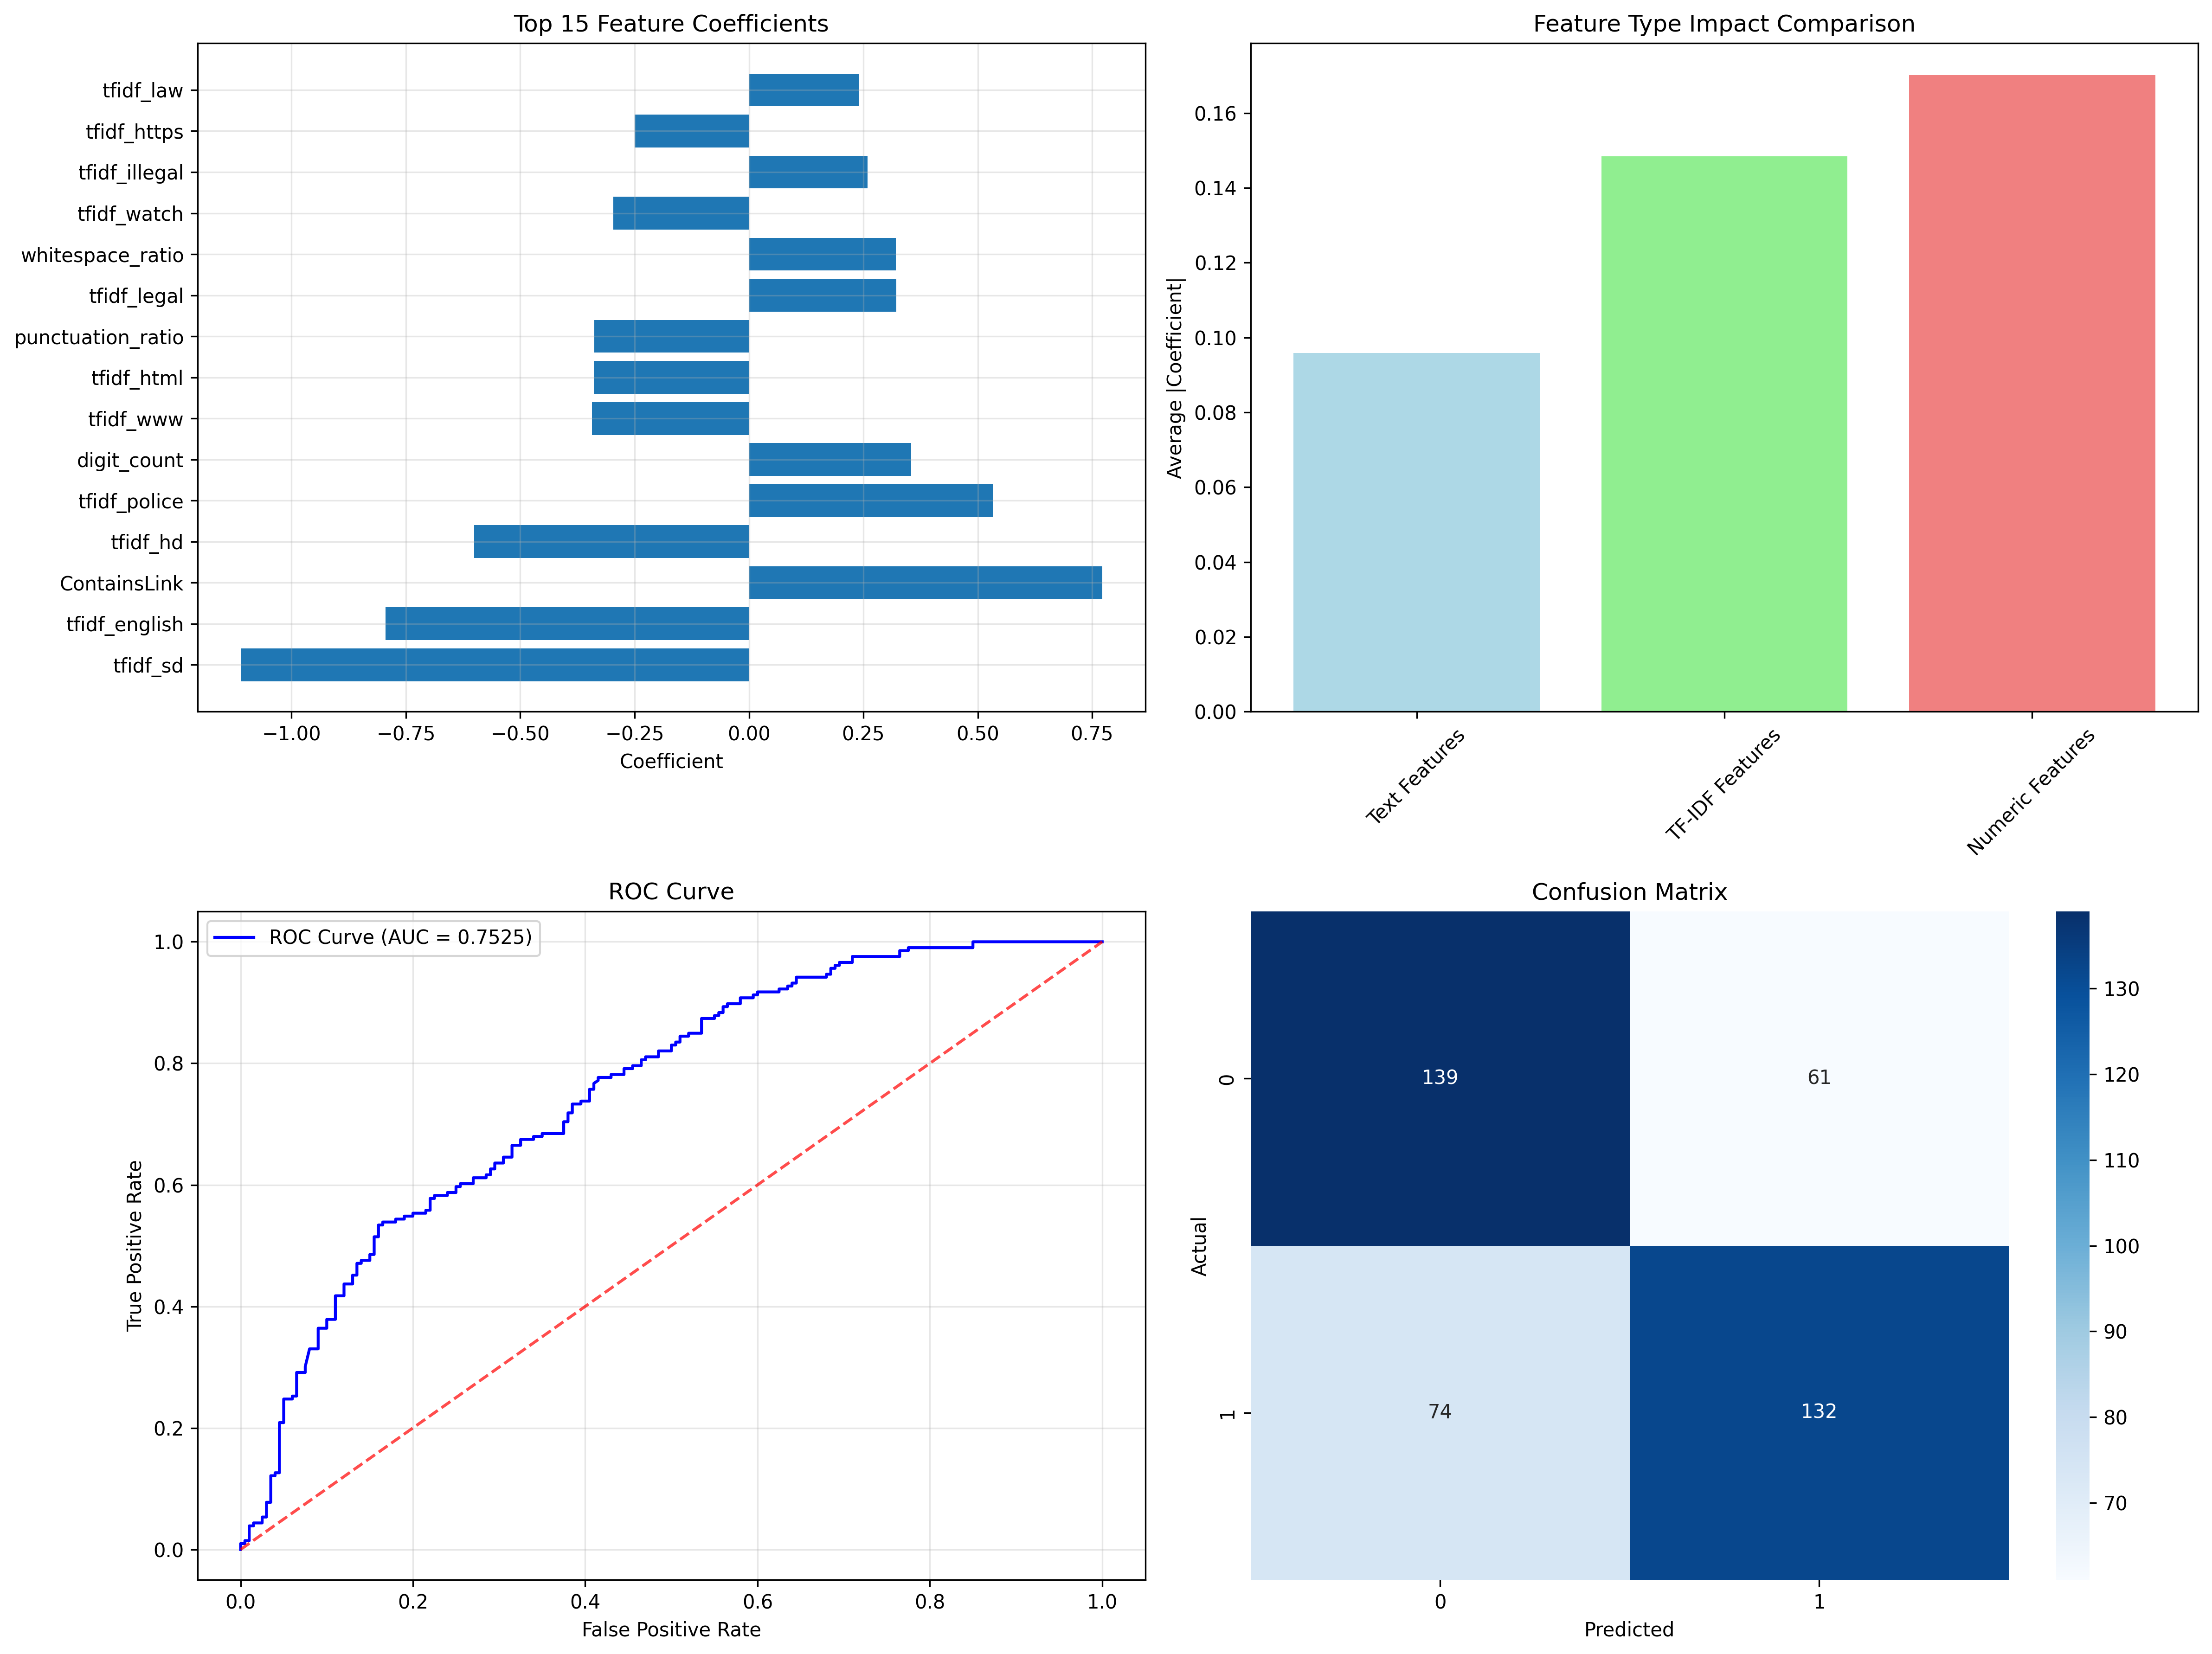 Top 15 Feature Coefficients
tfidf_law
tfidf_https
tfidf_illegal
tfidf_watch
whitespace_ratio
tfidf_legal
punctuation_ratio
tfidf_html
tfidf_www
digit_count
tfidf_police
tfidf_hd
ContainsLink
tfidf_english
tfidf_sd
−1.00 −0.75 −0.50 −0.25 0.00 0.25 0.50 0.75
Coefficient
Feature Type Impact Comparison
Average |Coefficient|
0.16
0.14
0.12
0.10
0.08
0.06
0.04
0.02
0.00
Text Features
TF-IDF Features
Numeric Features
ROC Curve
ROC Curve (AUC = 0.7525)
True Positive Rate
1.0
0.8
0.6
0.4
0.2
0.0
0.0 0.2 0.4 0.6 0.8 1.0
False Positive Rate
Confusion Matrix
Actual
0
1
139 61
74 132
0 1
Predicted
130
120
110
100
90
80
70